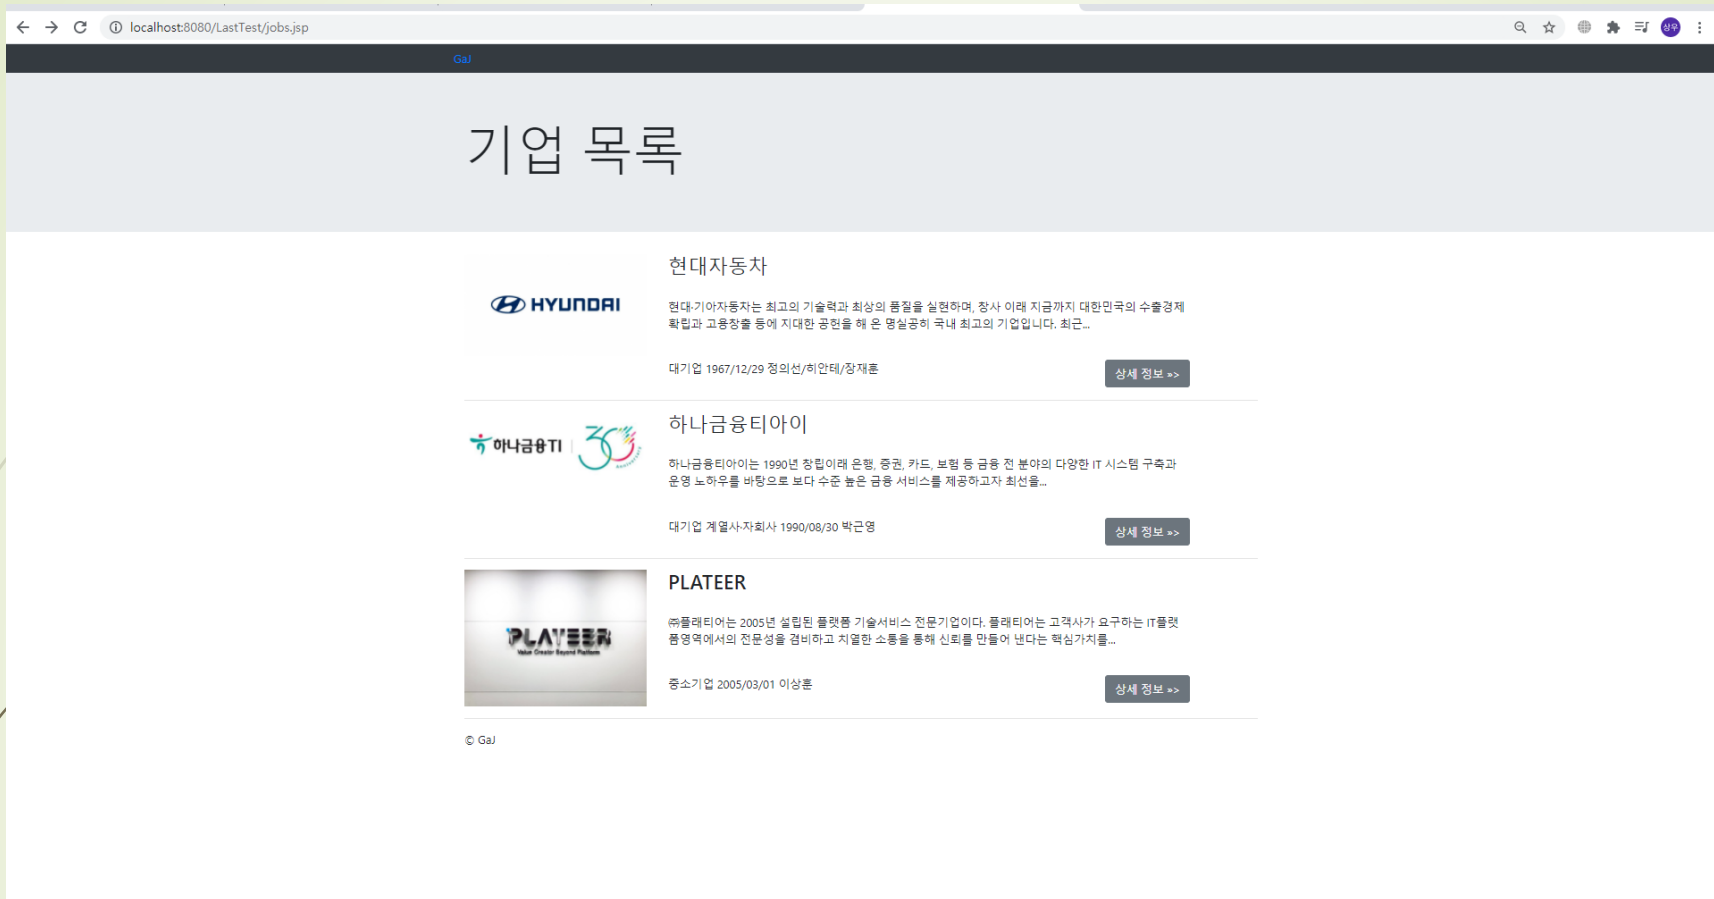 localhost:8080/LastTest/jobs.jsp
상우
GaJ
기업 목록
HYUNDAI
현대자동차
현대·기아자동차는 최고의 기술력과 최상의 품질을 실현하며, 창사 이래 지금까지 대한민국의 수출경제
확립과 고용창출 등에 지대한 공헌을 해 온 명실공히 국내 최고의 기업입니다. 최근...
대기업 1967/12/29 정의선/히안테/장재훈
상세 정보 »>
하나금융TI
30
Anniversary
하나금융티아이
하나금융티아이는 1990년 창립이래 은행, 증권, 카드, 보험 등 금융 전 분야의 다양한 IT 시스템 구축과
운영 노하우를 바탕으로 보다 수준 높은 금융 서비스를 제공하고자 최선을...
대기업 계열사·자회사 1990/08/30 박근영
상세 정보 »>
PLATEER
Value Creator Beyond Platform
PLATEER
㈜플래티어는 2005년 설립된 플랫폼 기술서비스 전문기업이다. 플래티어는 고객사가 요구하는 IT플랫
폼영역에서의 전문성을 겸비하고 치열한 소통을 통해 신뢰를 만들어 낸다는 핵심가치를...
중소기업 2005/03/01 이상훈
상세 정보 »>
© GaJ